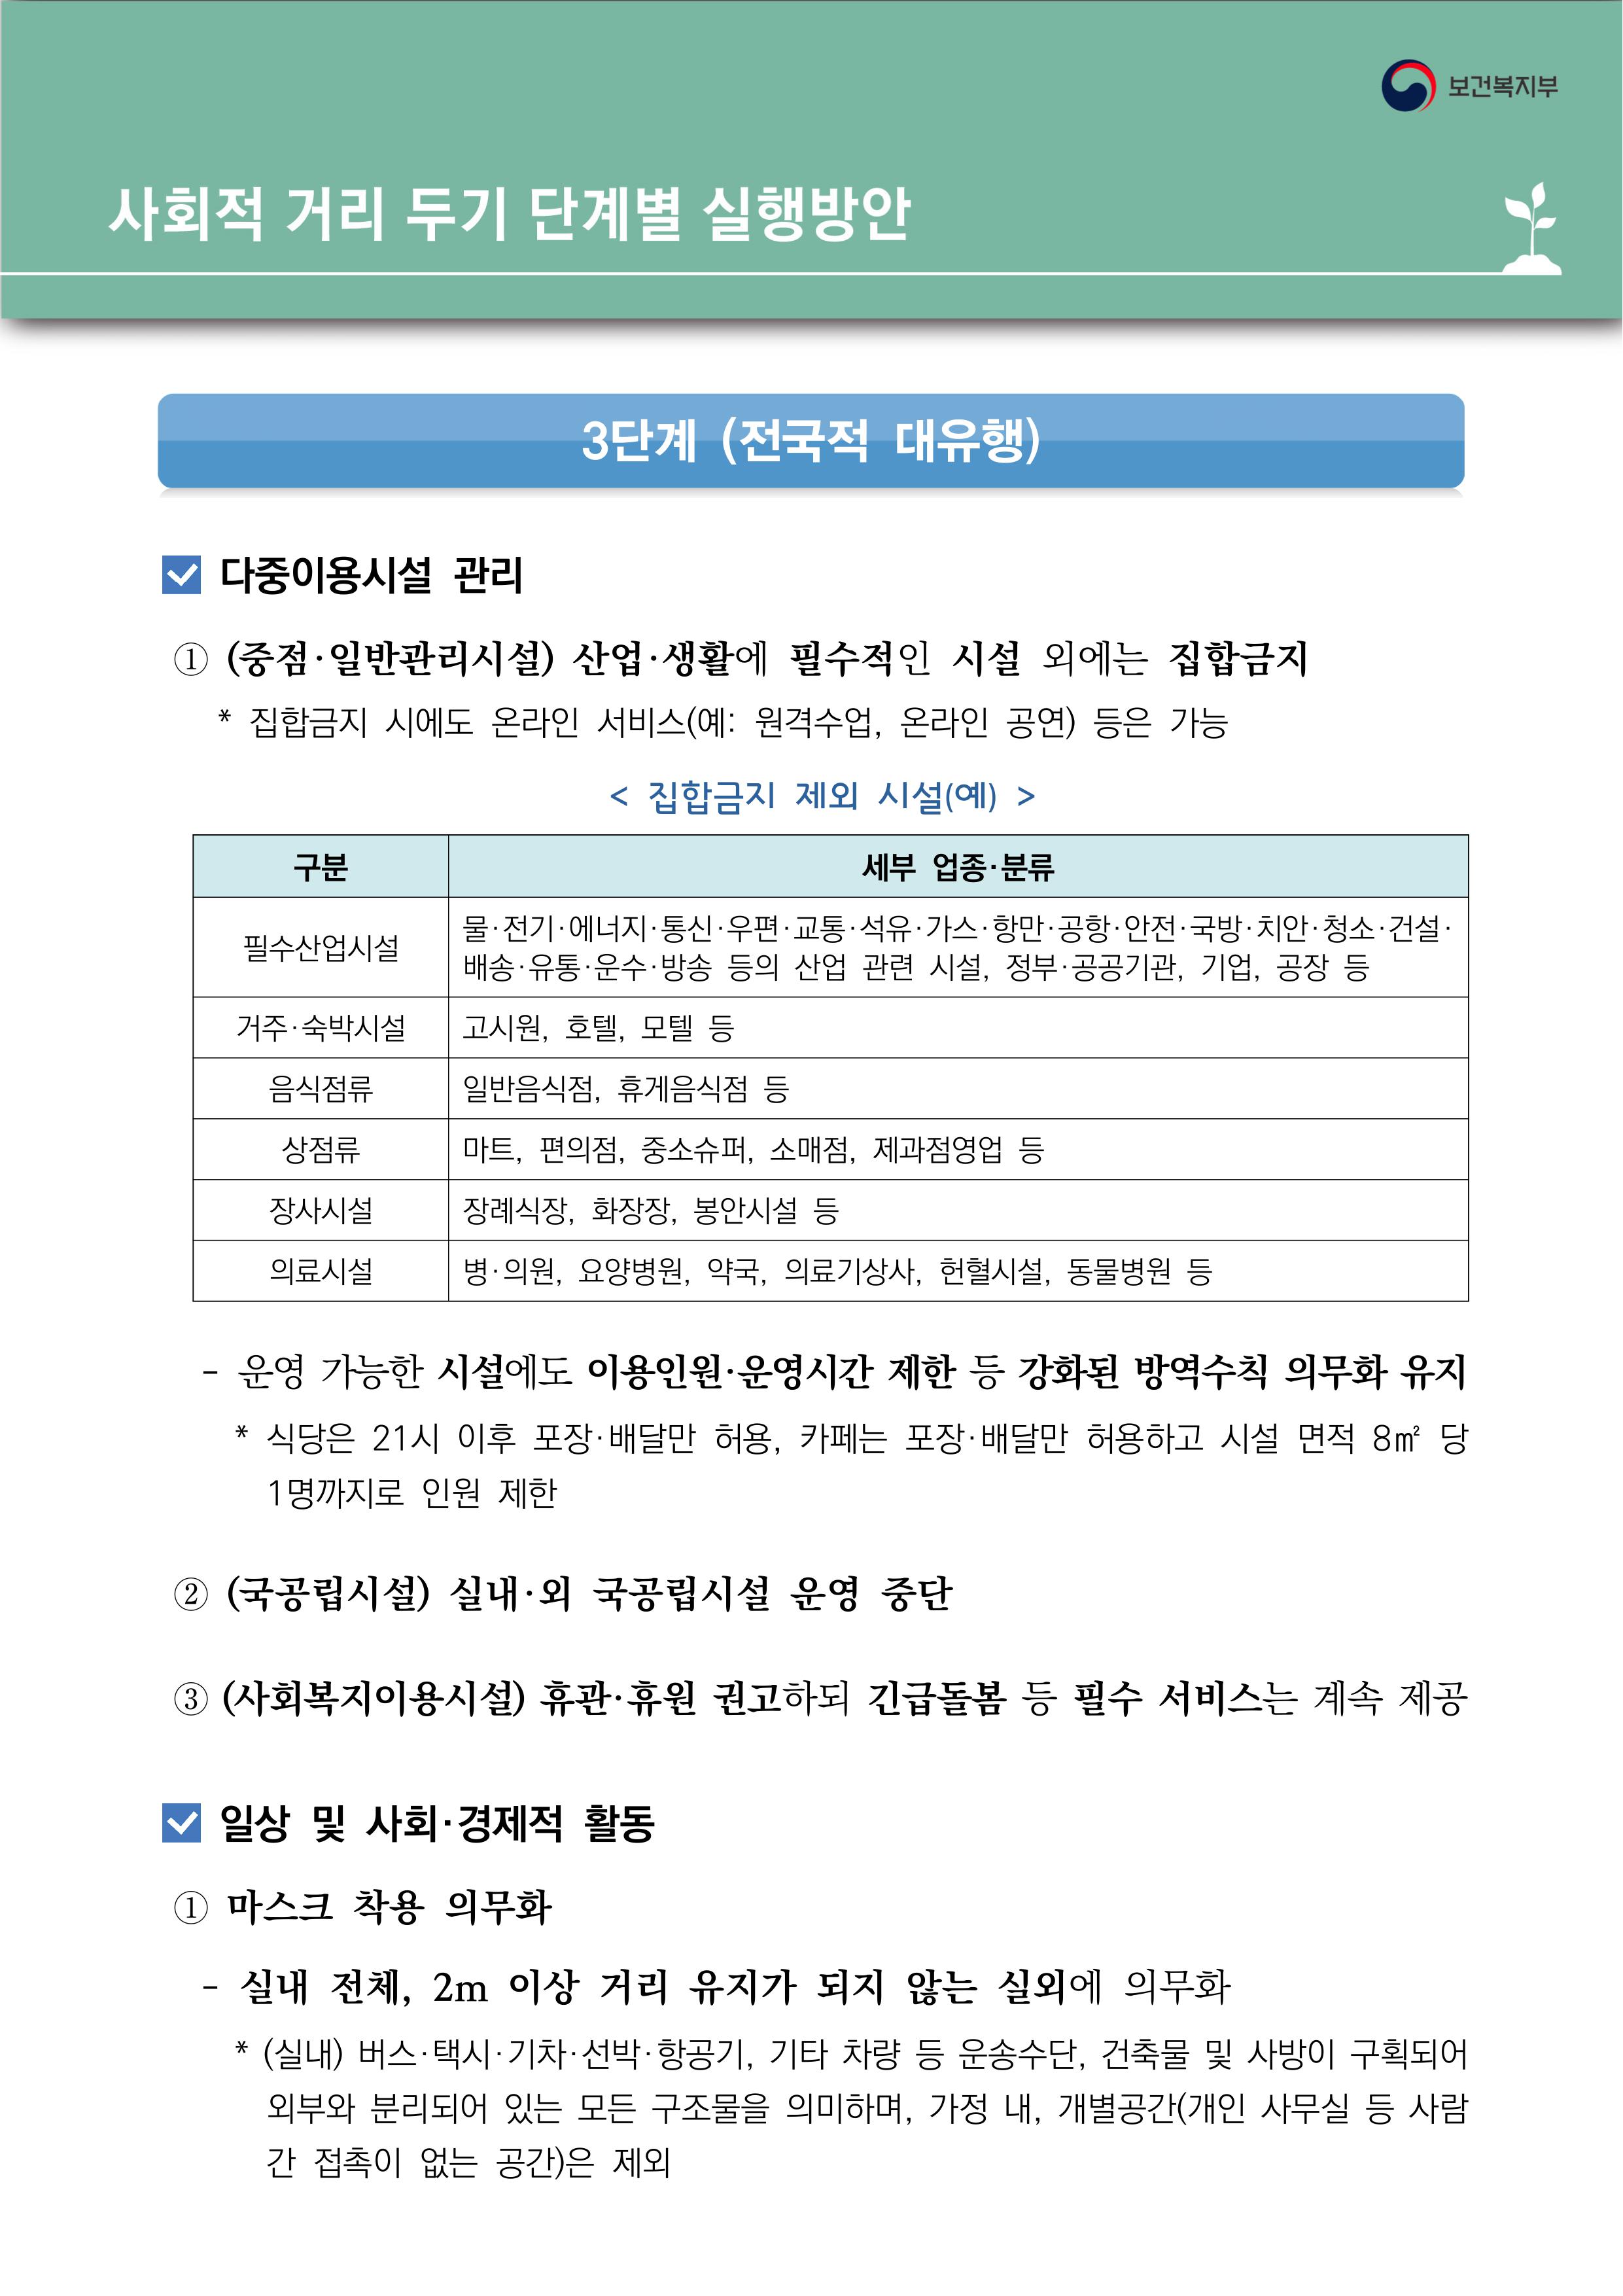 보건복지부
사회적 거리 두기 단계별 실행방안
3단계 (전국적 대유행)
다중이용시설 관리
① (중점·일반관리시설) 산업·생활에 필수적인 시설 외에는 집합금지
* 집합금지 시에도 온라인 서비스(예: 원격수업, 온라인 공연) 등은 가능
< 집합금지 제외 시설(예) >
구분 세부 업종·분류
필수산업시설 물·전기·에너지·통신·우편·교통·석유·가스·항만·공항·안전·국방·치안·청소·건설·
배송·유통·운수·방송 등의 산업 관련 시설, 정부·공공기관, 기업, 공장 등
거주·숙박시설 고시원, 호텔, 모텔 등
음식점류 일반음식점, 휴게음식점 등
상점류 마트, 편의점, 중소슈퍼, 소매점, 제과점영업 등
장사시설 장례식장, 화장장, 봉안시설 등
의료시설 병·의원, 요양병원, 약국, 의료기상사, 헌혈시설, 동물병원 등
- 운영 가능한 시설에도 이용인원·운영시간 제한 등 강화된 방역수칙 의무화 유지
* 식당은 21시 이후 포장·배달만 허용, 카페는 포장·배달만 허용하고 시설 면적 8㎡ 당
1명까지로 인원 제한
② (국공립시설) 실내·외 국공립시설 운영 중단
③ (사회복지이용시설) 휴관·휴원 권고하되 긴급돌봄 등 필수 서비스는 계속 제공
일상 및 사회·경제적 활동
① 마스크 착용 의무화
- 실내 전체, 2m 이상 거리 유지가 되지 않는 실외에 의무화
* (실내) 버스·택시·기차·선박·항공기, 기타 차량 등 운송수단, 건축물 및 사방이 구획되어
외부와 분리되어 있는 모든 구조물을 의미하며, 가정 내, 개별공간(개인 사무실 등 사람
간 접촉이 없는 공간)은 제외